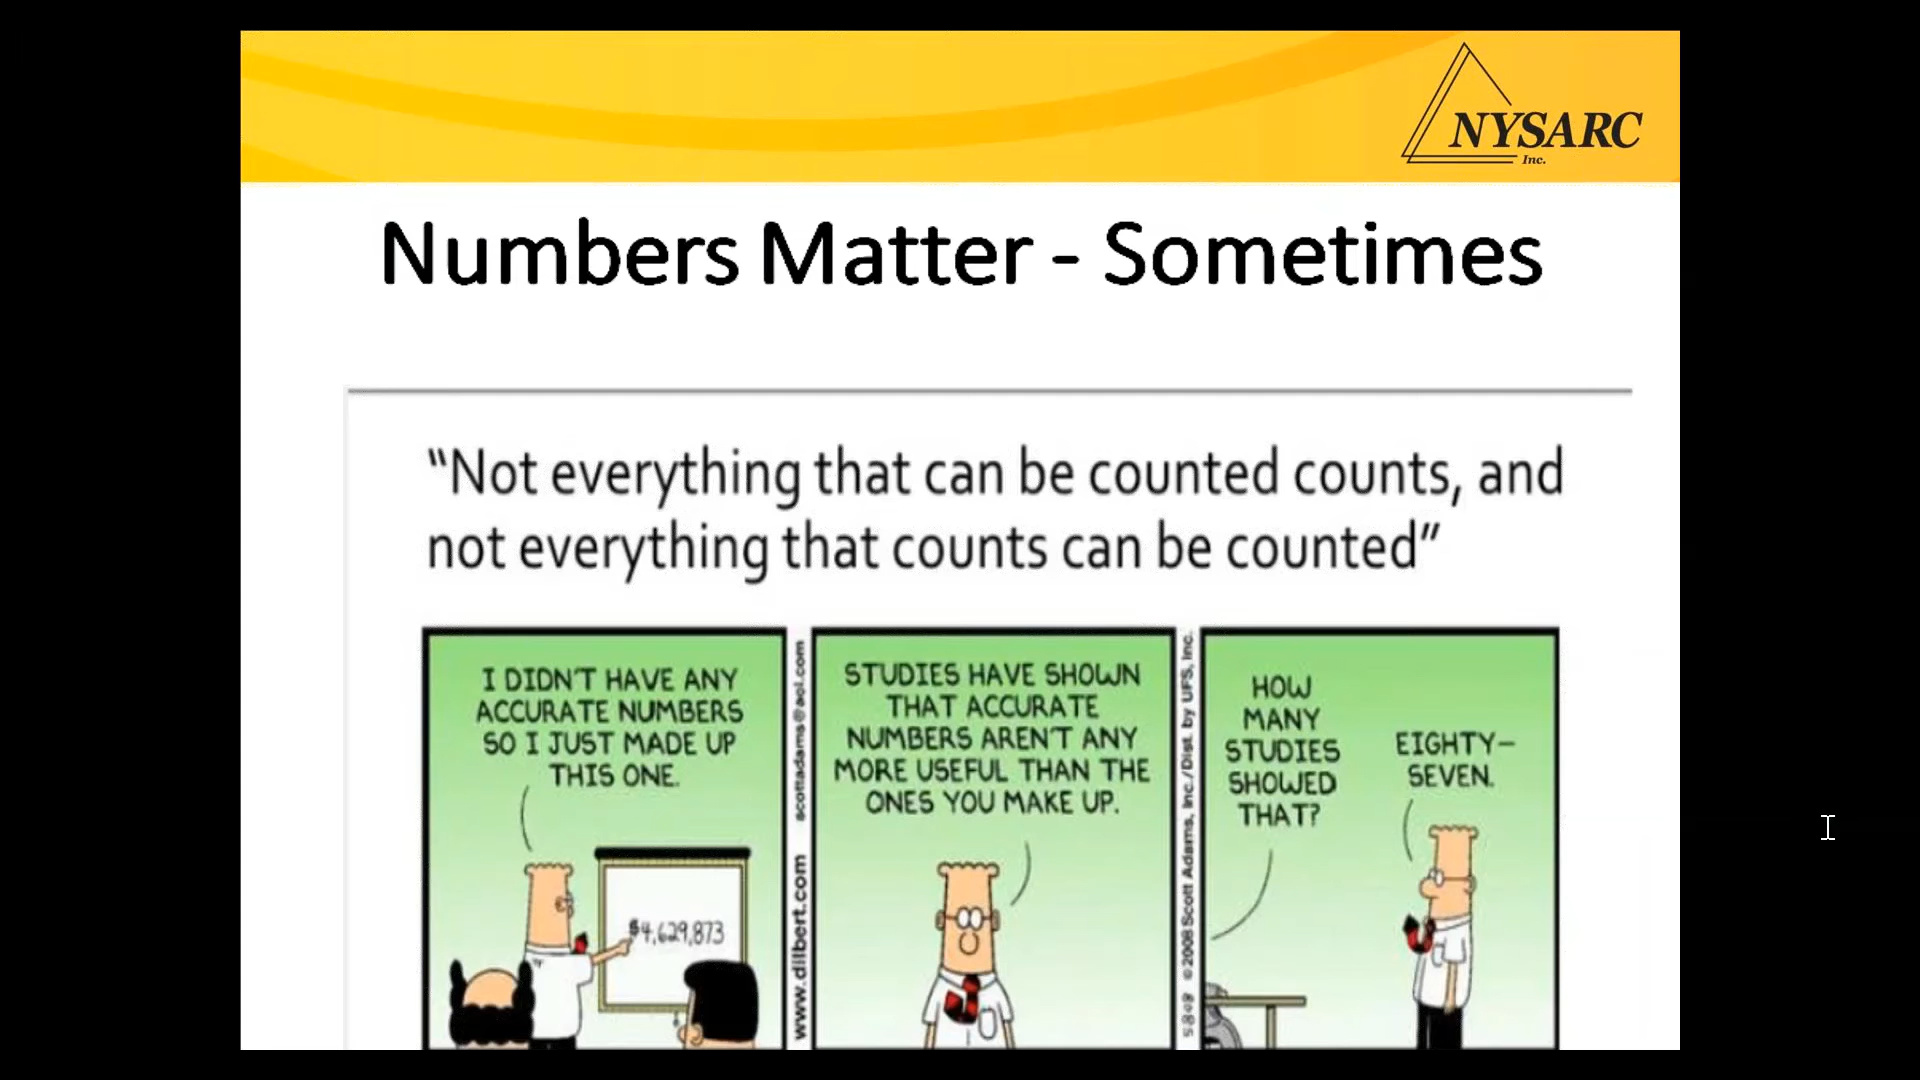 NYSARC
Inc.
Numbers Matter - Sometimes
“Not everything that can be counted counts, and
not everything that counts can be counted”
I DIDN'T HAVE ANY
ACCURATE NUMBERS
SO I JUST MADE UP
THIS ONE.
$4,629,873
www.dilbert.com scottadams@aol.com
STUDIES HAVE SHOWN
THAT ACCURATE
NUMBERS AREN'T ANY
MORE USEFUL THAN THE
ONES YOU MAKE UP.
©2008 Scott Adams, Inc./Dist. by UFS, Inc.
HOW
MANY
STUDIES
SHOWED
THAT?
EIGHTY-
SEVEN.